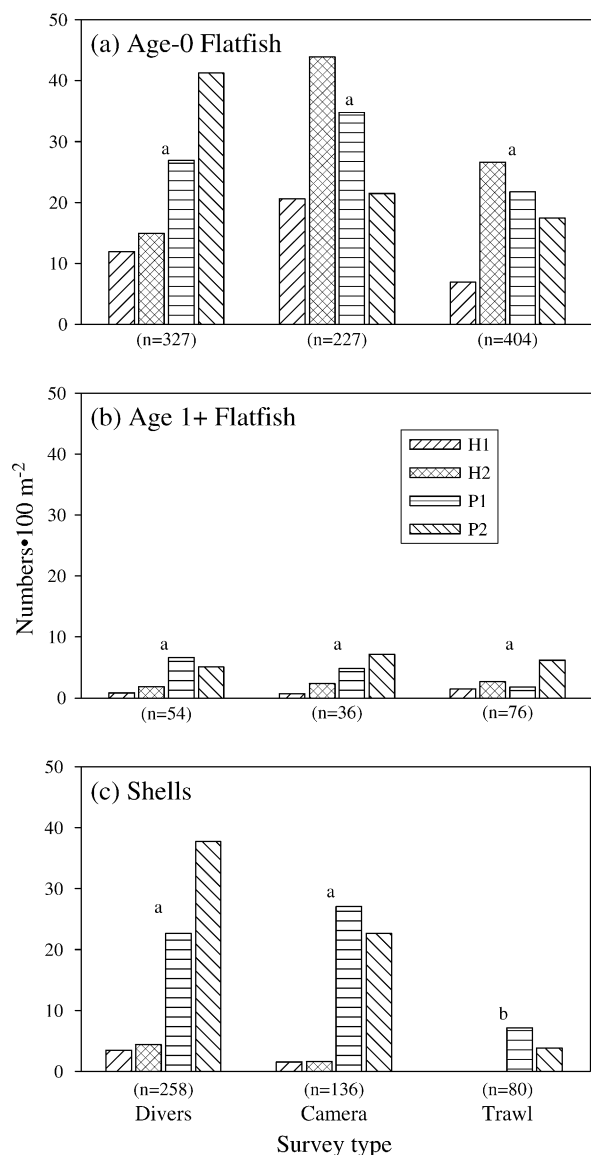 (a) Age-0 Flatfish
50
40
30
20
10
0
a
a
a
(n=327) (n=227) (n=404)
(b) Age 1+ Flatfish
50
40
30
20
10
0
H1
H2
P1
P2
a a a
(n=54) (n=36) (n=76)
Numbers•100 m-2
(c) Shells
50
40
30
20
10
0
a
a
b
(n=258) (n=136) (n=80)
Divers Camera Trawl
Survey type